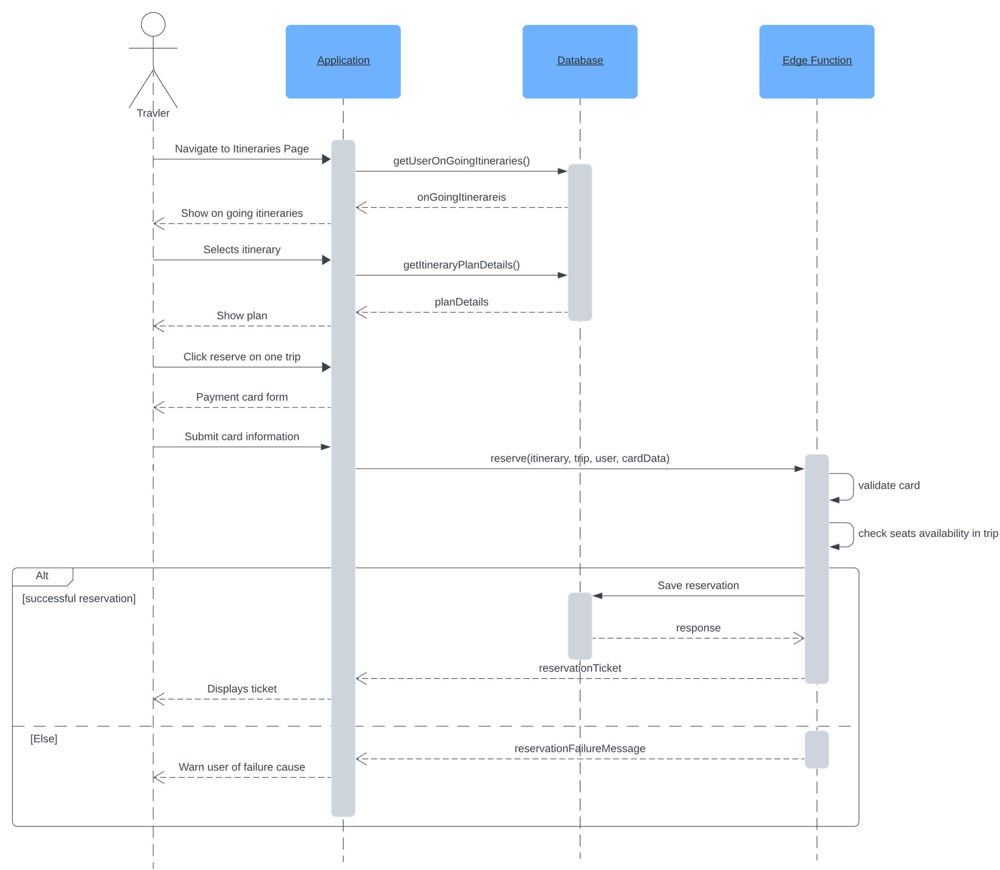 Travler
Application
Database
Edge Function
Navigate to Itineraries Page
getUserOnGoingItineraries()
onGoingItinerareis
Show on going itineraries
Selects itinerary
getItineraryPlanDetails()
planDetails
Show plan
Click reserve on one trip
Payment card form
Submit card information
reserve(itinerary, trip, user, cardData)
validate card
check seats availability in trip
Alt
[successful reservation]
Save reservation
response
reservationTicket
Displays ticket
[Else]
reservationFailureMessage
Warn user of failure cause